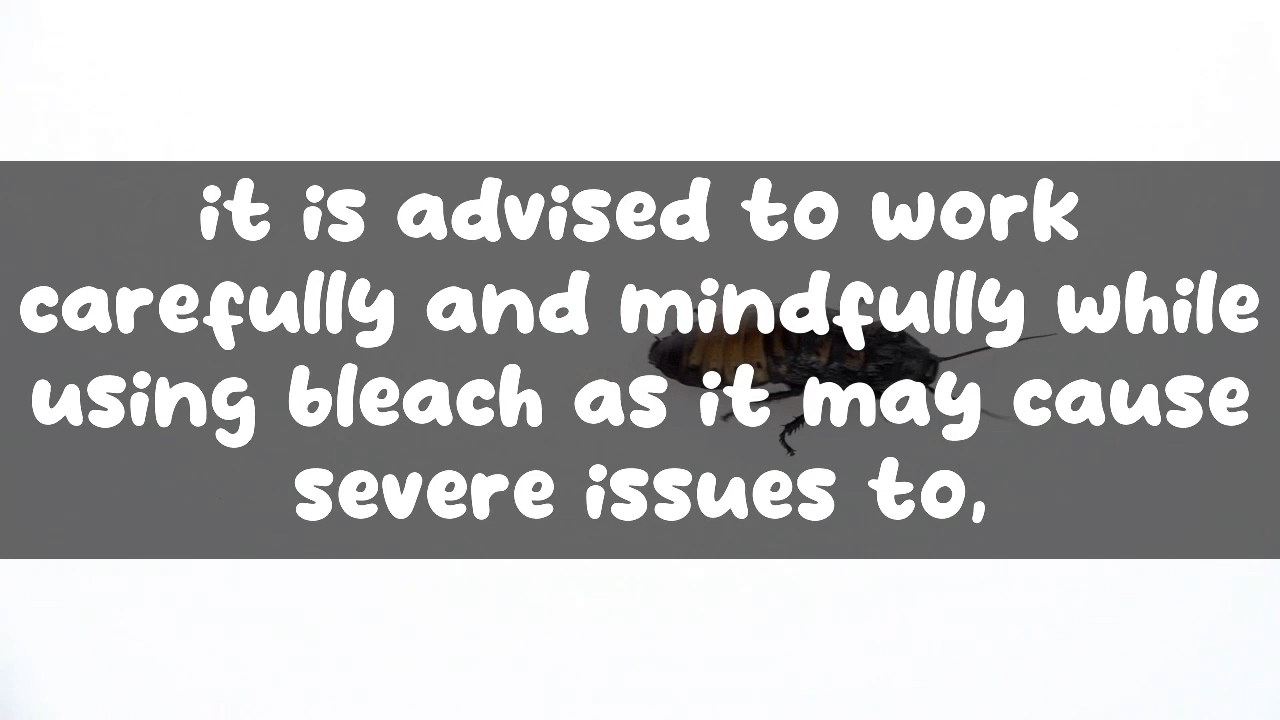 it is advised to work
carefully and mindfully while
using bleach as it may cause
severe issues to,